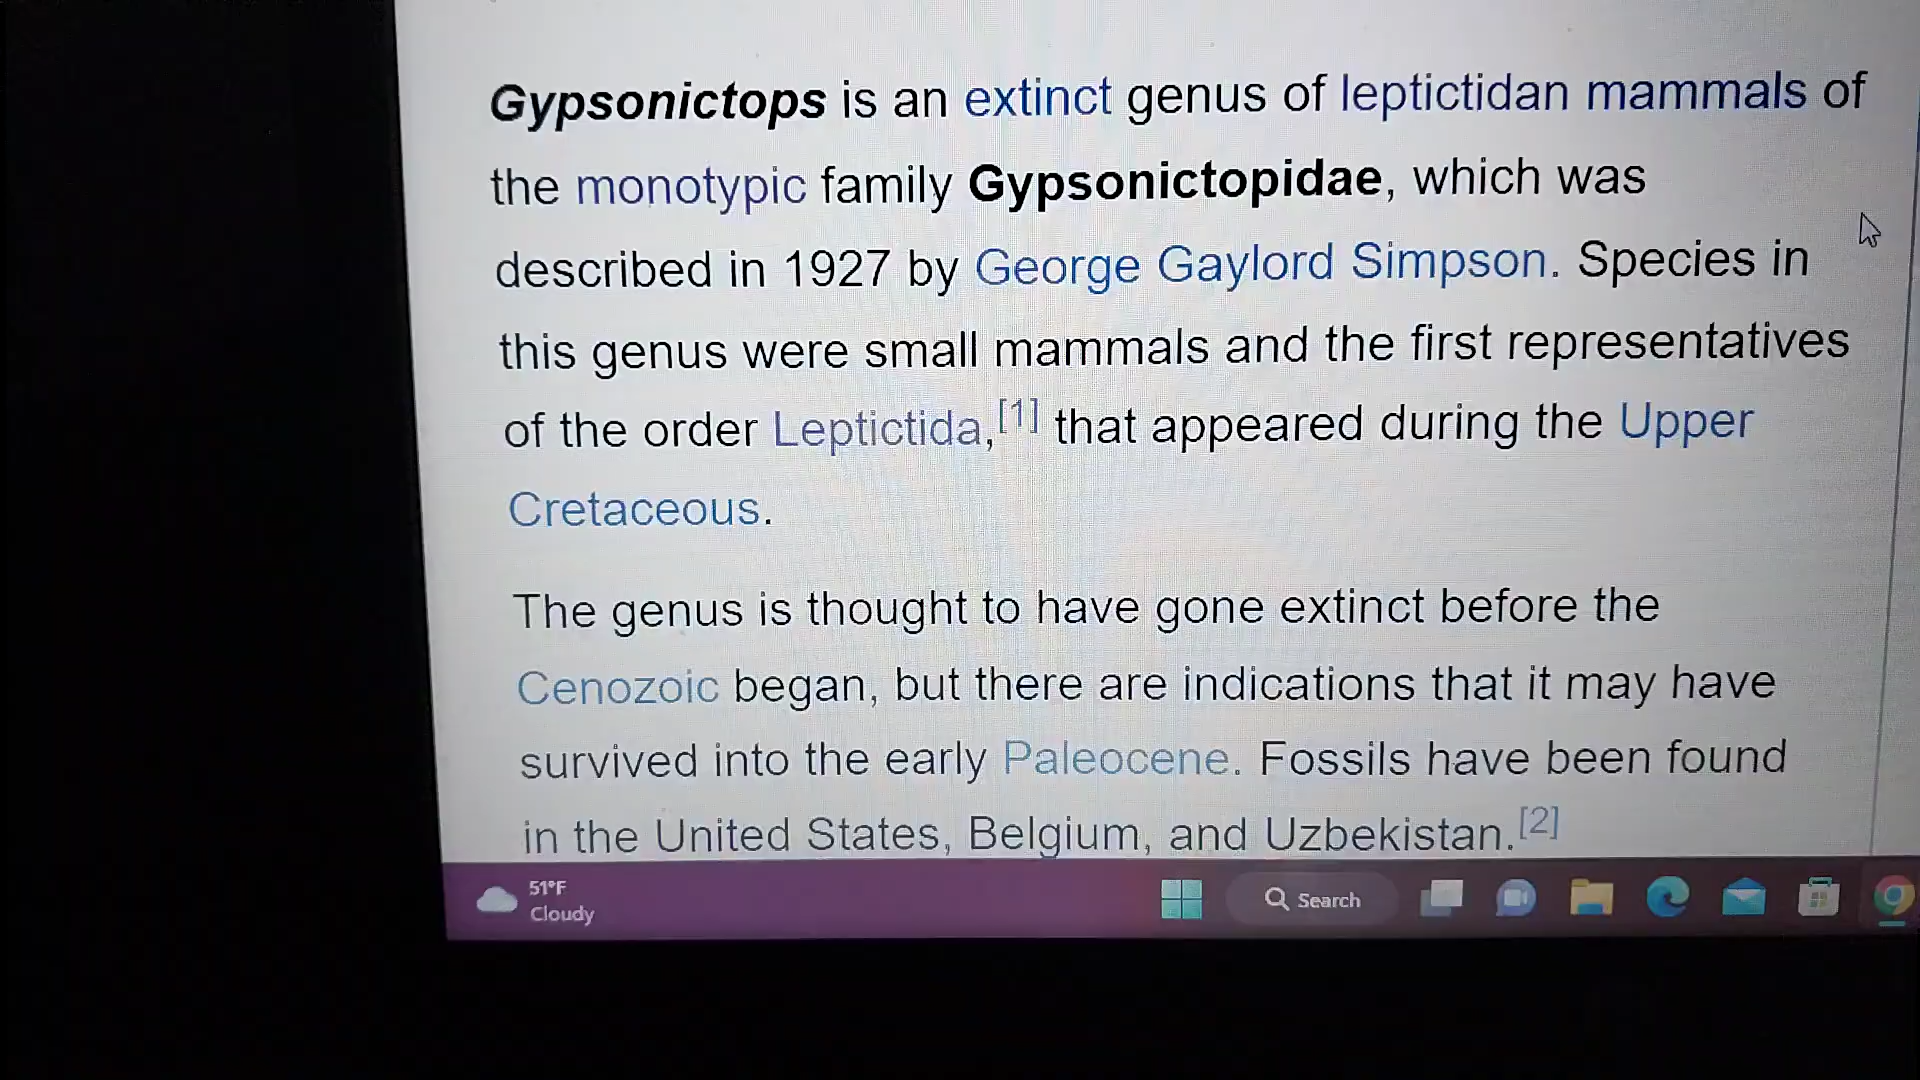 Gypsonictops is an extinct genus of leptictidan mammals of
the monotypic family Gypsonictopidae, which was
described in 1927 by George Gaylord Simpson. Species in
this genus were small mammals and the first representatives
of the order Leptictida,[1] that appeared during the Upper
Cretaceous.
The genus is thought to have gone extinct before the
Cenozoic began, but there are indications that it may have
survived into the early Paleocene. Fossils have been found
in the United States, Belgium, and Uzbekistan.[2]
51°F
Cloudy
Search